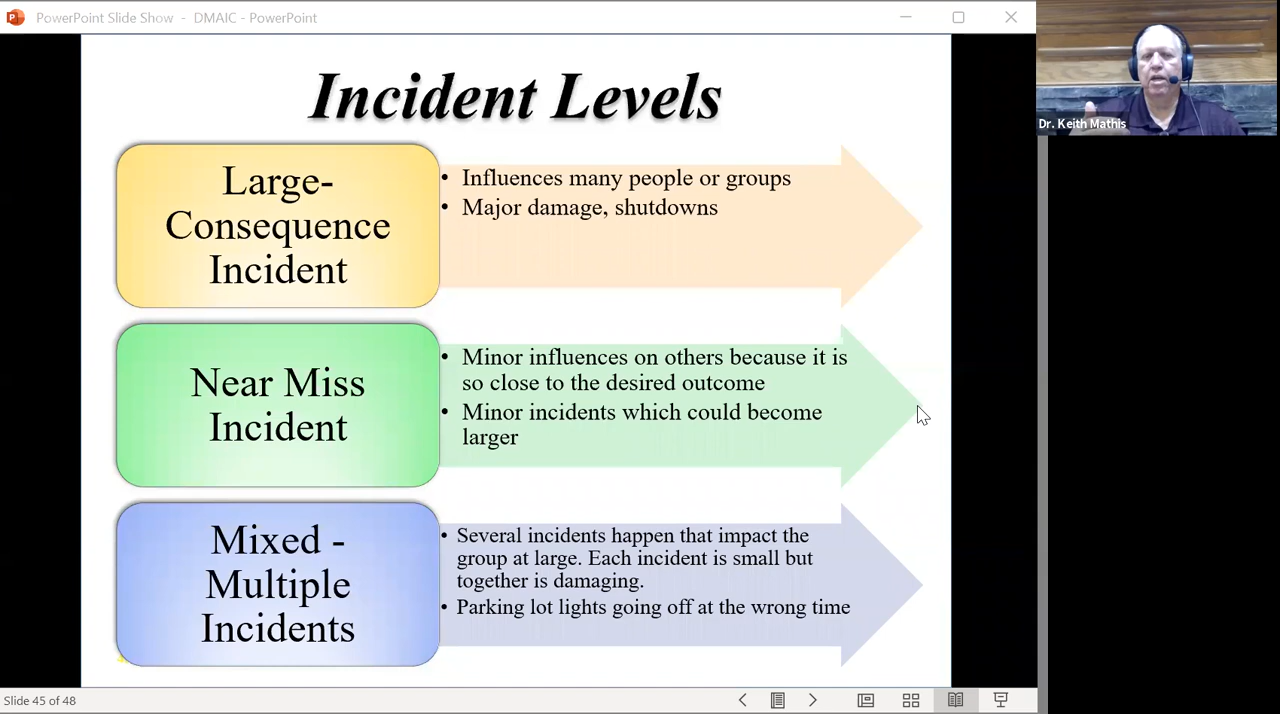 PowerPoint Slide Show - DMAIC - PowerPoint
Dr. Keith Mathis
Incident Levels
Large-
Consequence
Incident
• Influences many people or groups
• Major damage, shutdowns
Near Miss
Incident
• Minor influences on others because it is
so close to the desired outcome
• Minor incidents which could become
larger
Mixed -
Multiple
Incidents
• Several incidents happen that impact the
group at large. Each incident is small but
together is damaging.
• Parking lot lights going off at the wrong time
Slide 45 of 48